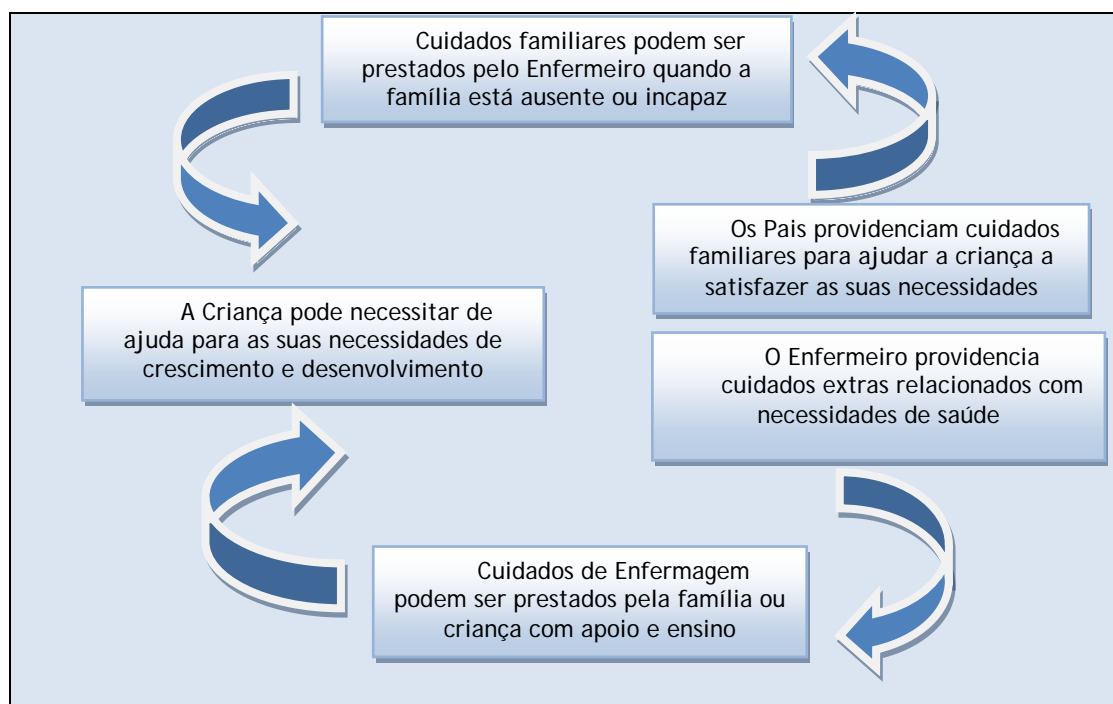 Cuidados familiares podem ser
prestados pelo Enfermeiro quando a
família está ausente ou incapaz
Os Pais providenciam cuidados
familiares para ajudar a criança a
satisfazer as suas necessidades
A Criança pode necessitar de
ajuda para as suas necessidades de
crescimento e desenvolvimento
O Enfermeiro providencia
cuidados extras relacionados com
necessidades de saúde
Cuidados de Enfermagem
podem ser prestados pela família ou
criança com apoio e ensino